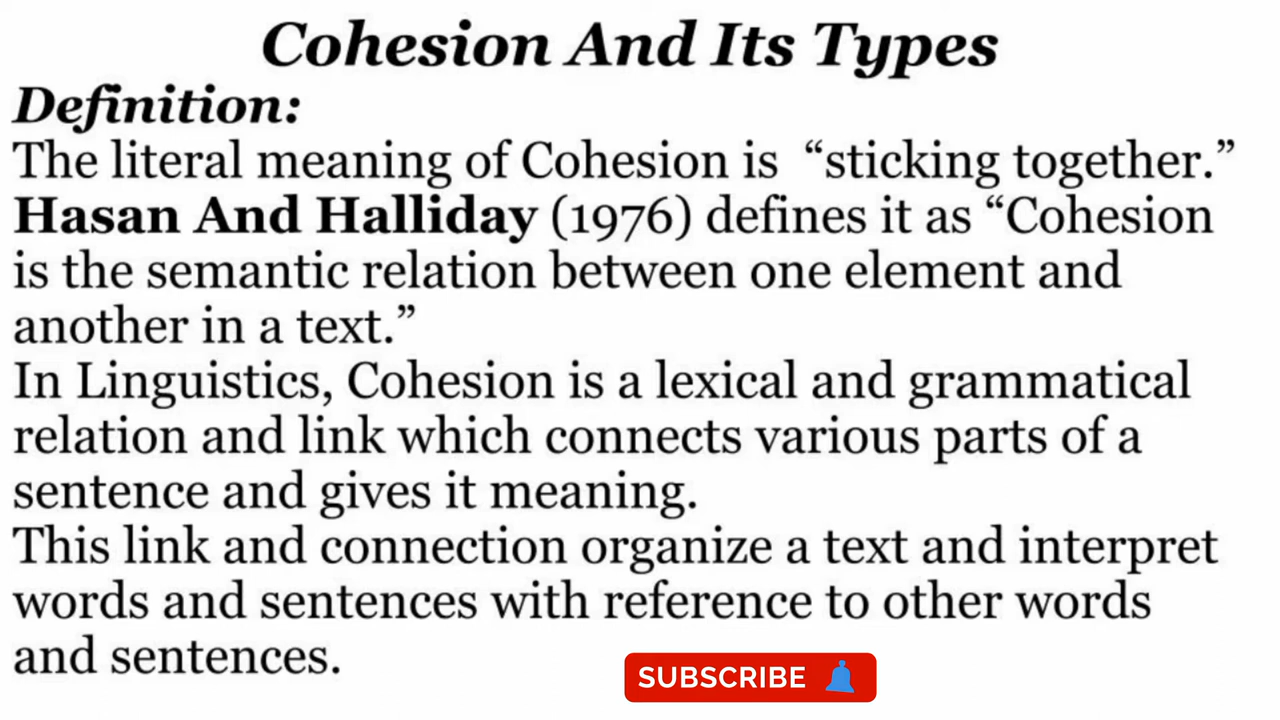 Cohesion And Its Types
Definition:
The literal meaning of Cohesion is “sticking together.”
Hasan And Halliday (1976) defines it as “Cohesion
is the semantic relation between one element and
another in a text.”
In Linguistics, Cohesion is a lexical and grammatical
relation and link which connects various parts of a
sentence and gives it meaning.
This link and connection organize a text and interpret
words and sentences with reference to other words
and sentences.
SUBSCRIBE